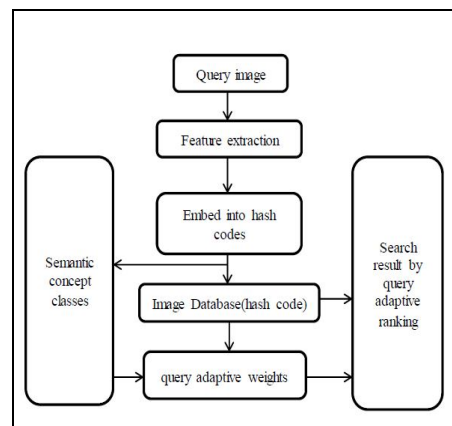 Query image
Feature extraction
Embed into hash
codes
Semantic
concept
classes
Image Database(hash code)
query adaptive weights
Search
result by
query
adaptive
ranking